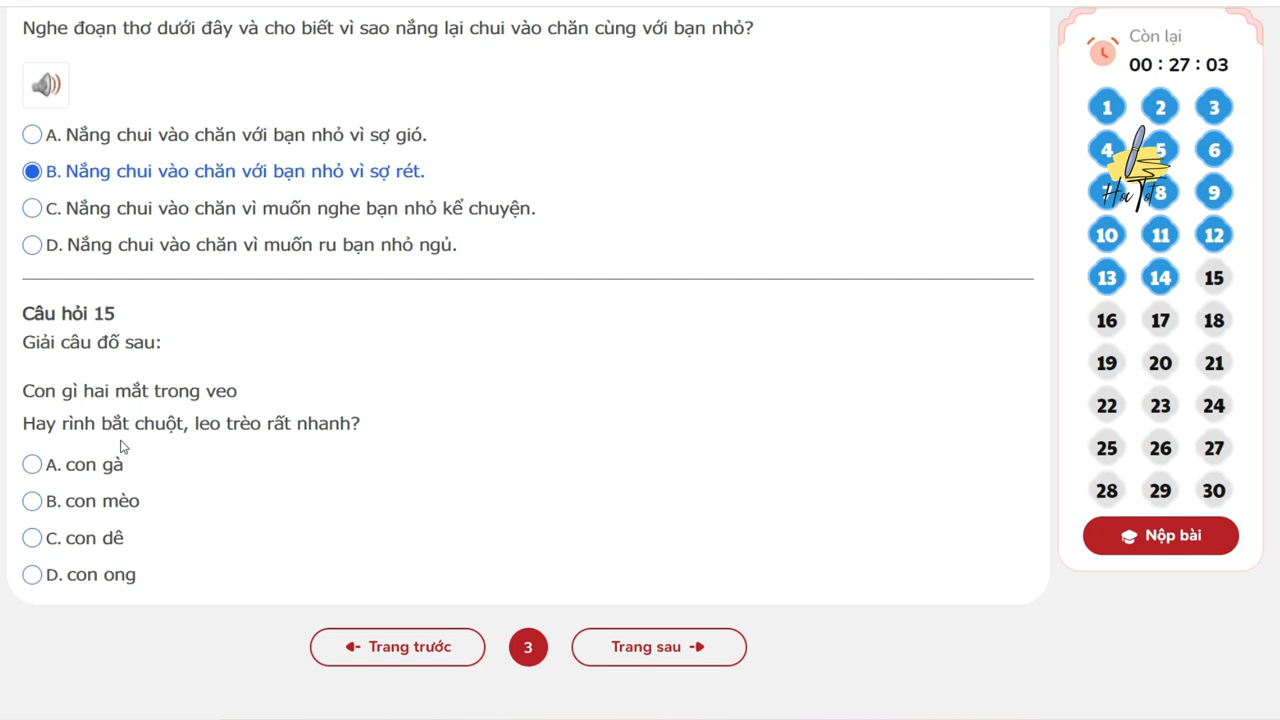 Nghe đoạn thơ dưới đây và cho biết vì sao nắng lại chui vào chăn cùng với bạn nhỏ?
A. Nắng chui vào chăn với bạn nhỏ vì sợ gió.
B. Nắng chui vào chăn với bạn nhỏ vì sợ rét.
C. Nắng chui vào chăn vì muốn nghe bạn nhỏ kể chuyện.
D. Nắng chui vào chăn vì muốn ru bạn nhỏ ngủ.
Câu hỏi 15
Giải câu đố sau:
Con gì hai mắt trong veo
Hay rình bắt chuột, leo trèo rất nhanh?
A. con gà
B. con mèo
C. con dê
D. con ong
Trang trước
3
Trang sau
Còn lại
00 : 27 : 03
1 2 3
4 5 6
7 8 9
Học Tốt
10 11 12
13 14 15
16 17 18
19 20 21
22 23 24
25 26 27
28 29 30
Nộp bài